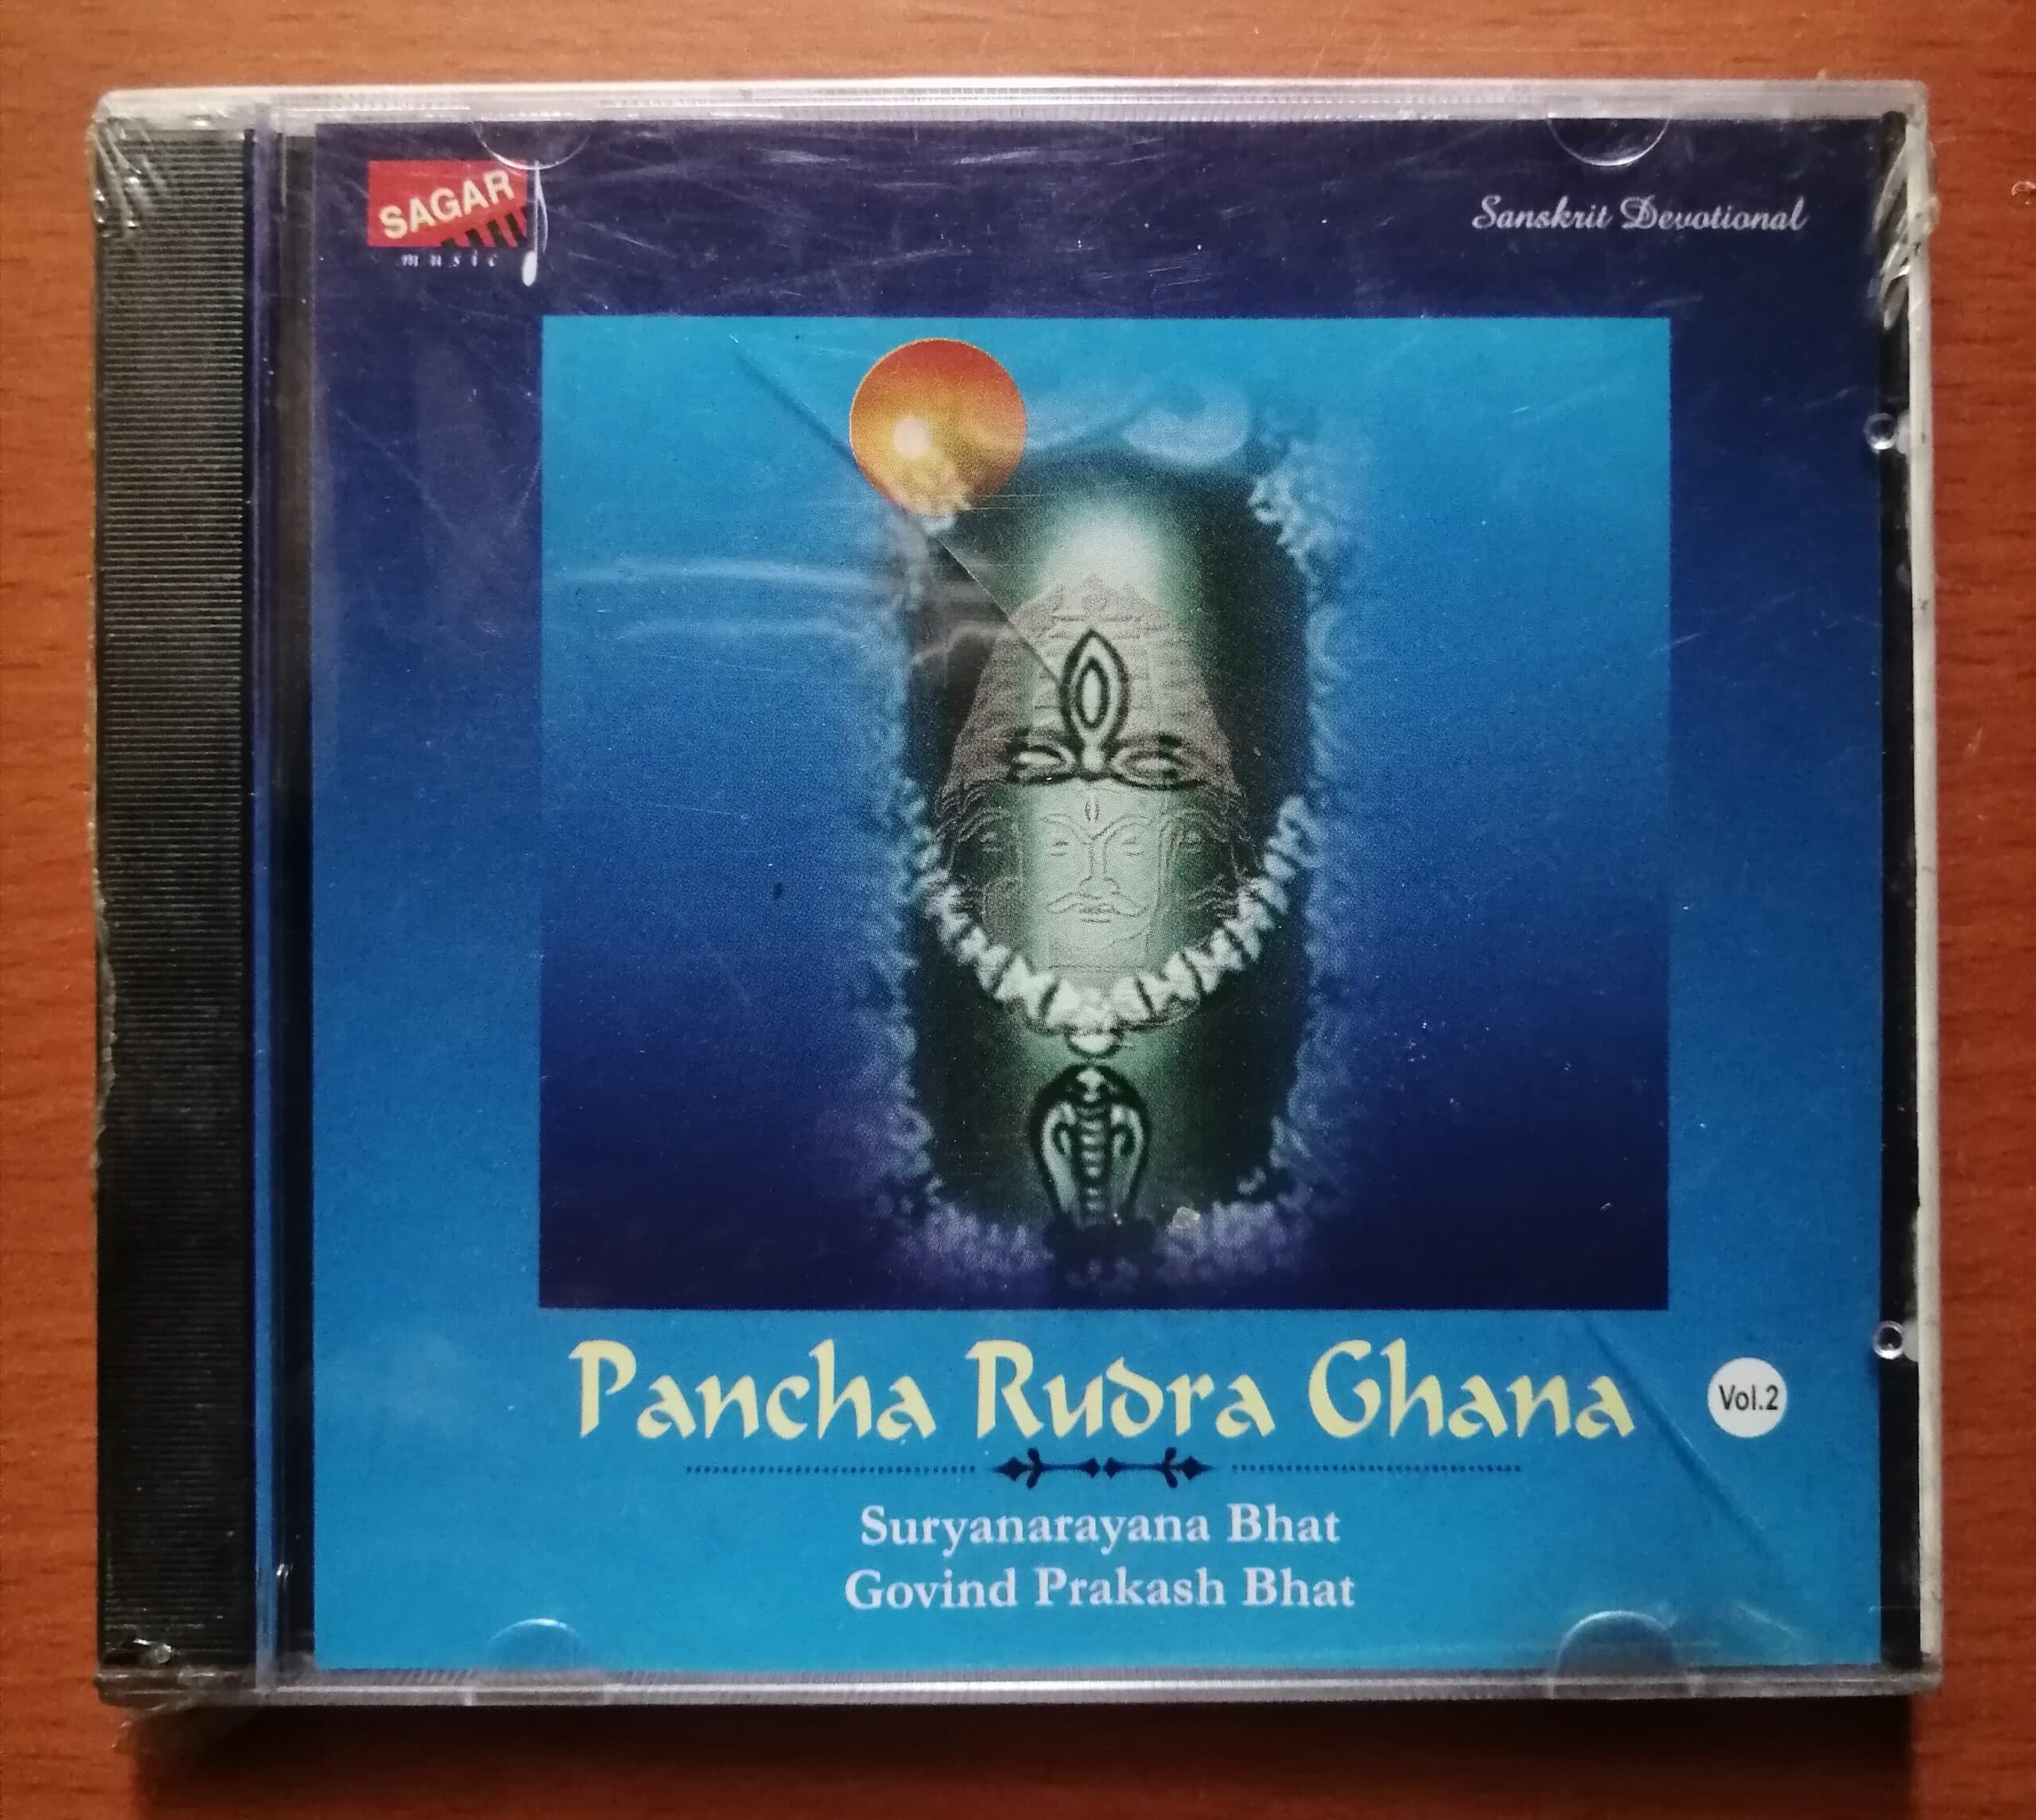 SAGAR
music
Sanskrit Devotional
Pancha Rudra Ghana
Vol.2
Suryanarayana Bhat
Govind Prakash Bhat